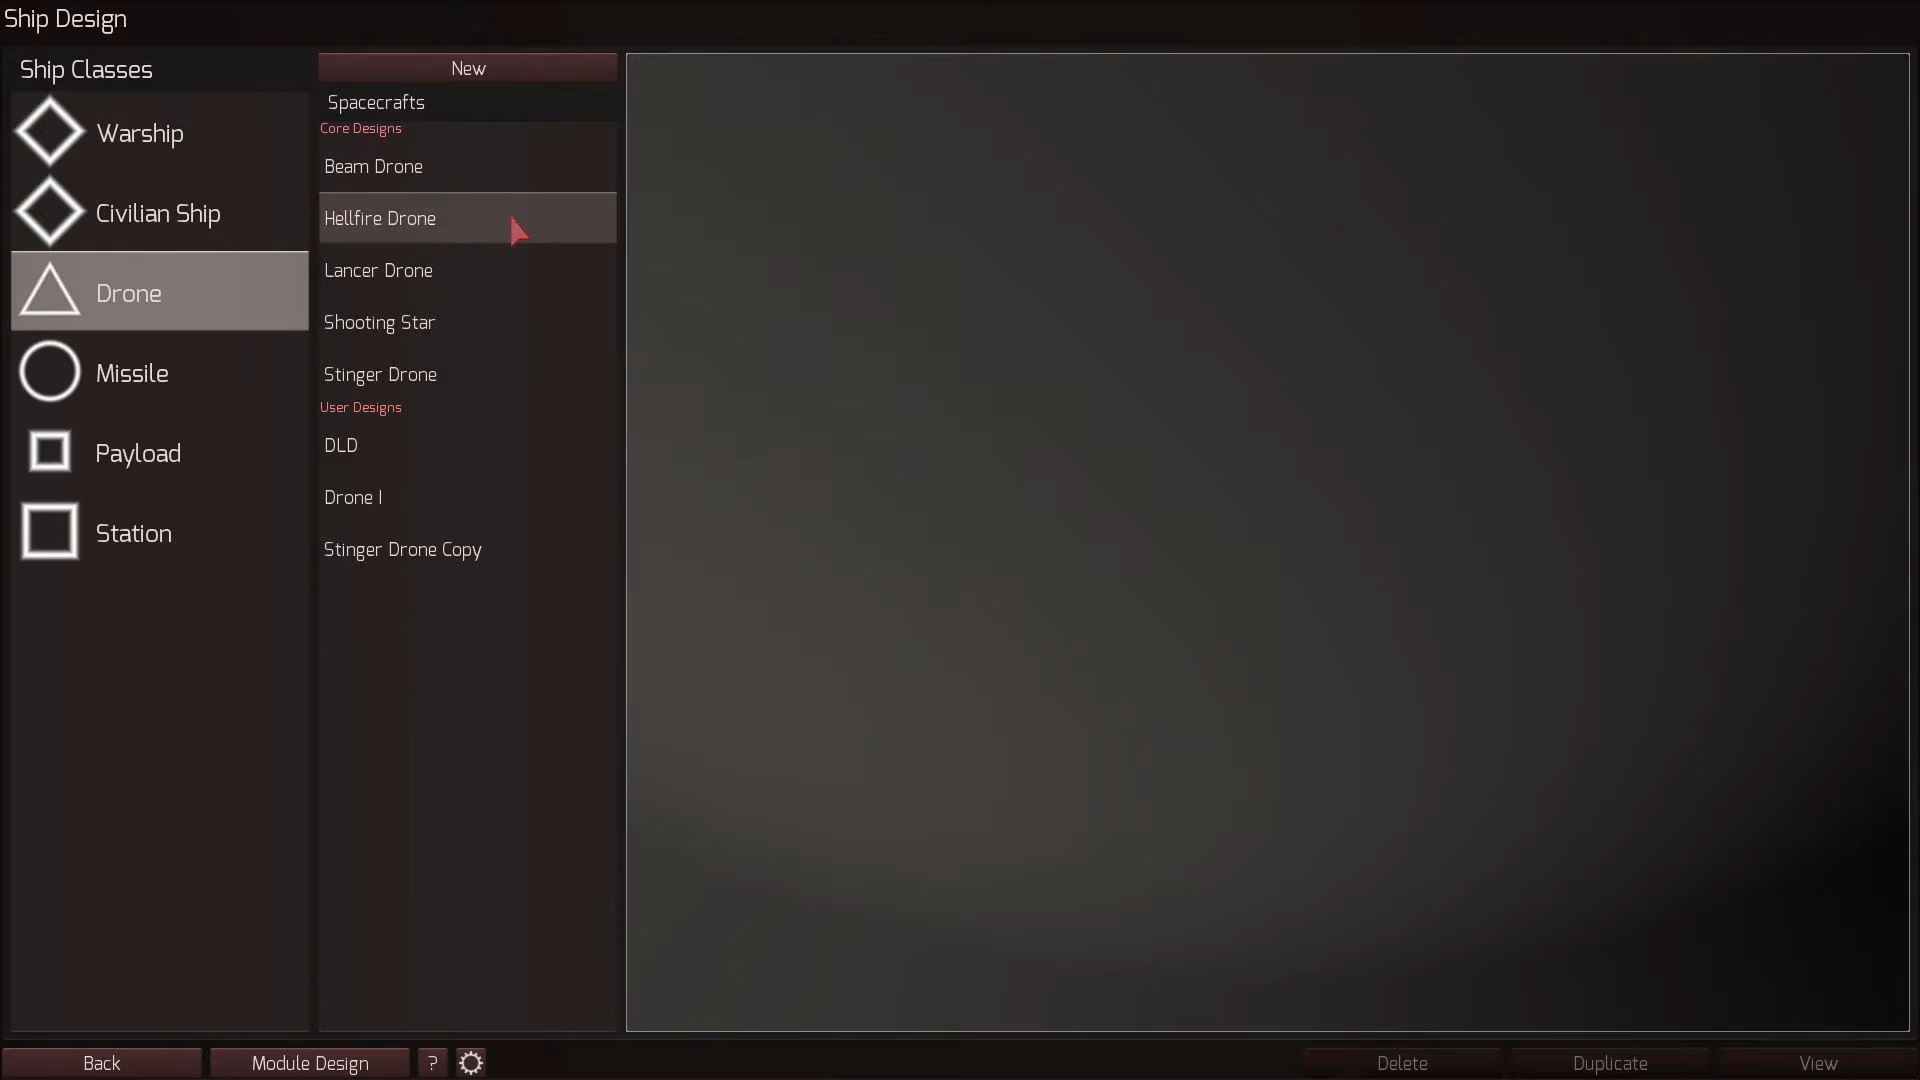 Ship Design
Ship Classes
Warship
Civilian Ship
Drone
Missile
Payload
Station
New
Spacecrafts
Core Designs
Beam Drone
Hellfire Drone
Lancer Drone
Shooting Star
Stinger Drone
User Designs
DLD
Drone I
Stinger Drone Copy
Back
Module Design
?
Delete
Duplicate
View